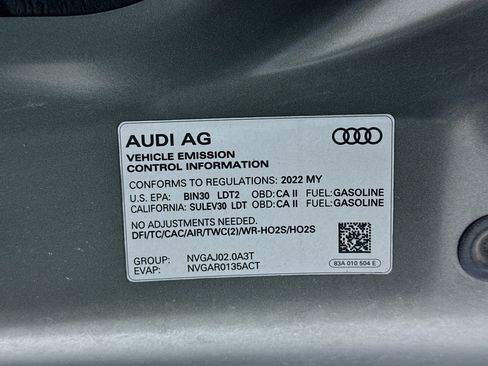 AUDI AG
VEHICLE EMISSION
CONTROL INFORMATION
CONFORMS TO REGULATIONS: 2022 MY
U.S. EPA: BIN30 LDT2 OBD: CA II FUEL: GASOLINE
CALIFORNIA: SULEV30 LDT OBD: CA II FUEL: GASOLINE
NO ADJUSTMENTS NEEDED.
DFI/TC/CAC/AIR/TWC(2)/WR-HO2S/HO2S
GROUP: NVGAJ02.0A3T
EVAP: NVGAR0135ACT
83A 010 504 E